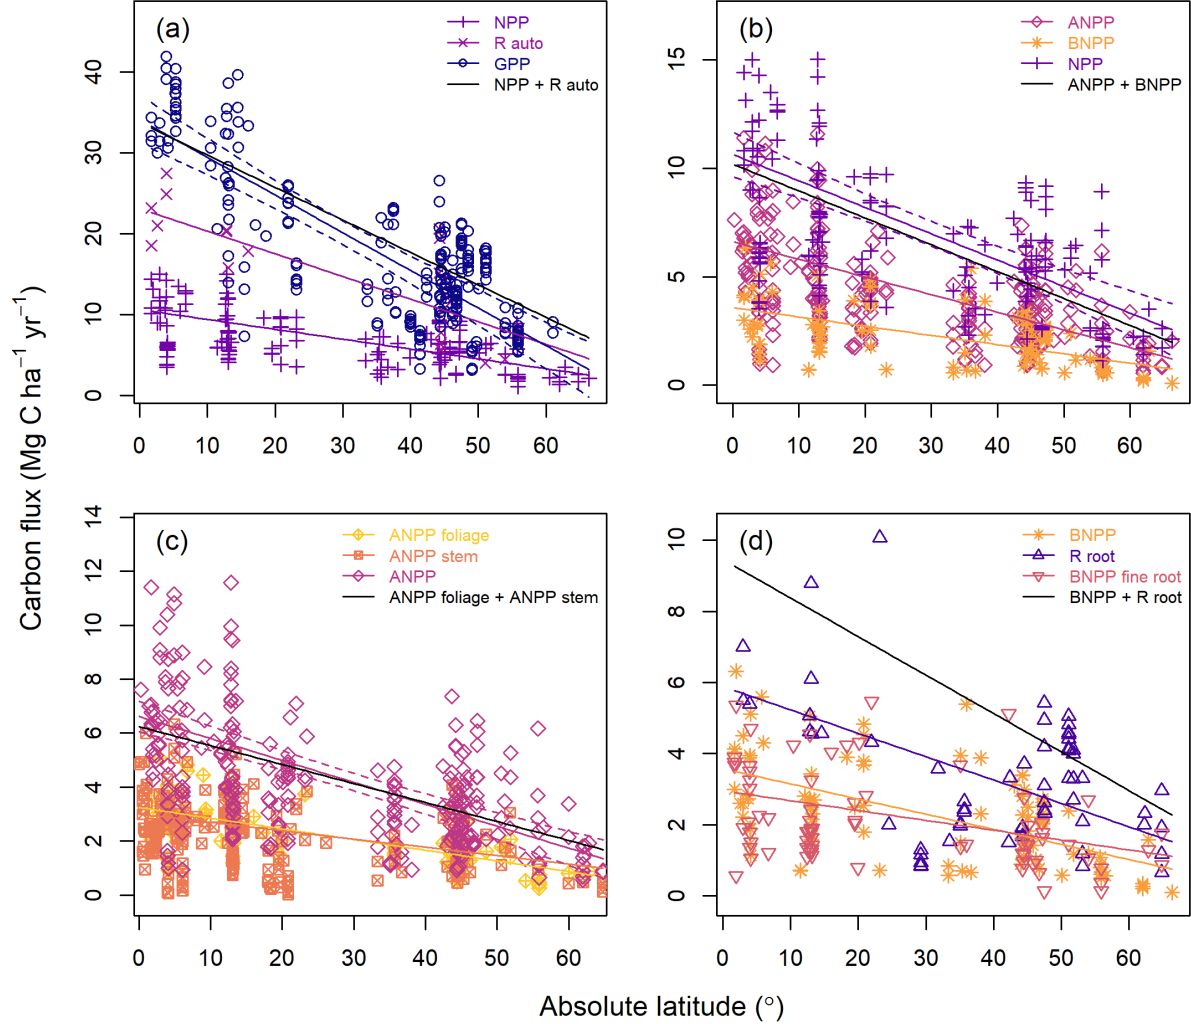 (a)
NPP
R auto
GPP
NPP + R auto
40
30
20
10
0
0 10 20 30 40 50 60
(b)
ANPP
BNPP
NPP
ANPP + BNPP
15
10
5
0
0 10 20 30 40 50 60
Carbon flux (Mg C ha⁻¹ yr⁻¹)
(c)
ANPP foliage
ANPP stem
ANPP
ANPP foliage + ANPP stem
14
12
10
8
6
4
2
0
0 10 20 30 40 50 60
(d)
BNPP
R root
BNPP fine root
BNPP + R root
10
8
6
4
2
0
0 10 20 30 40 50 60
Absolute latitude (°)